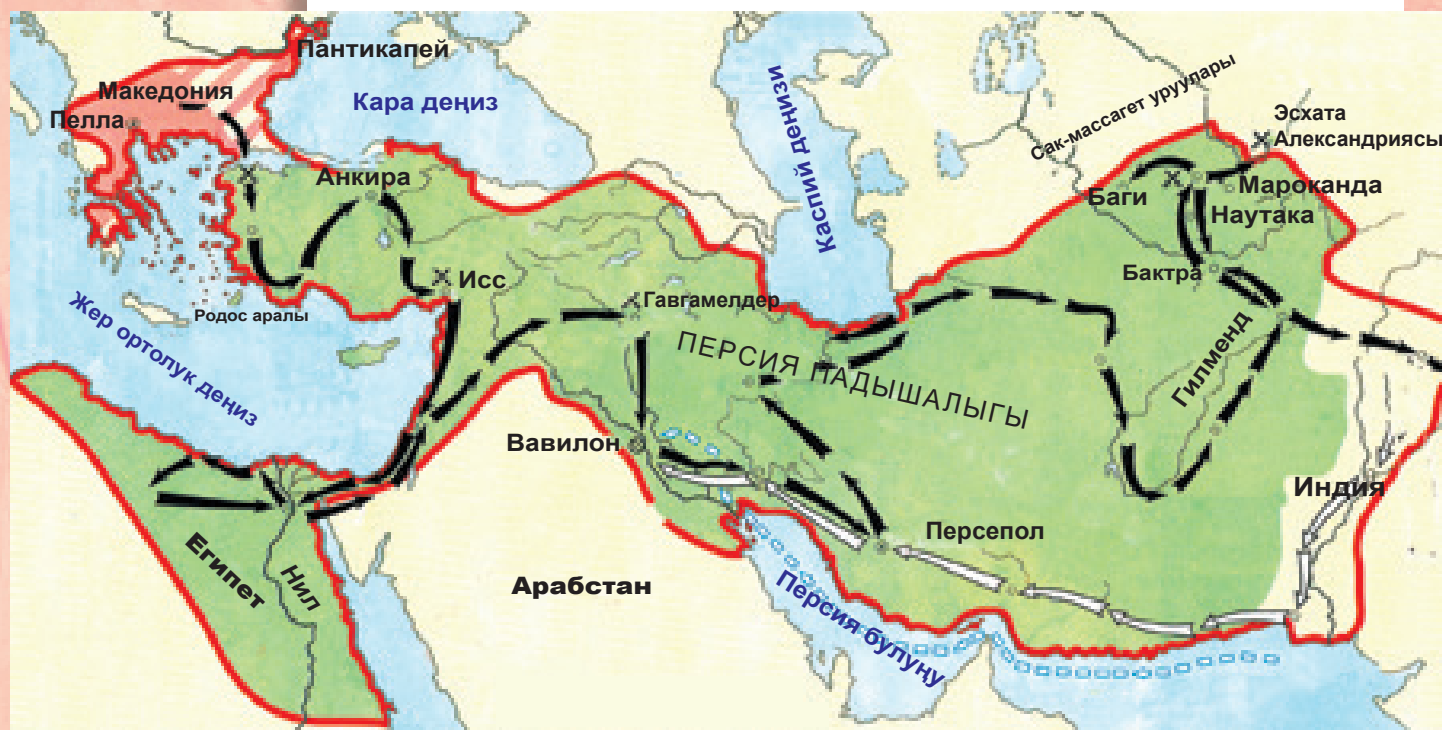 Пантикапей
Македония
Пелла
Кара деңиз
Каспий деңизи
Сак-массагет уруулары
Эсхата
Александриясы
Анкира
Баги
Мароканда
Наутака
Бактра
Исс
Гавгамелдер
Родос аралы
Жер ортолук деңиз
ПЕРСИЯ ПАДЫШАЛЫГЫ
Гилменд
Вавилон
Индия
Персепол
Египет
Нил
Арабстан
Персия булуңу